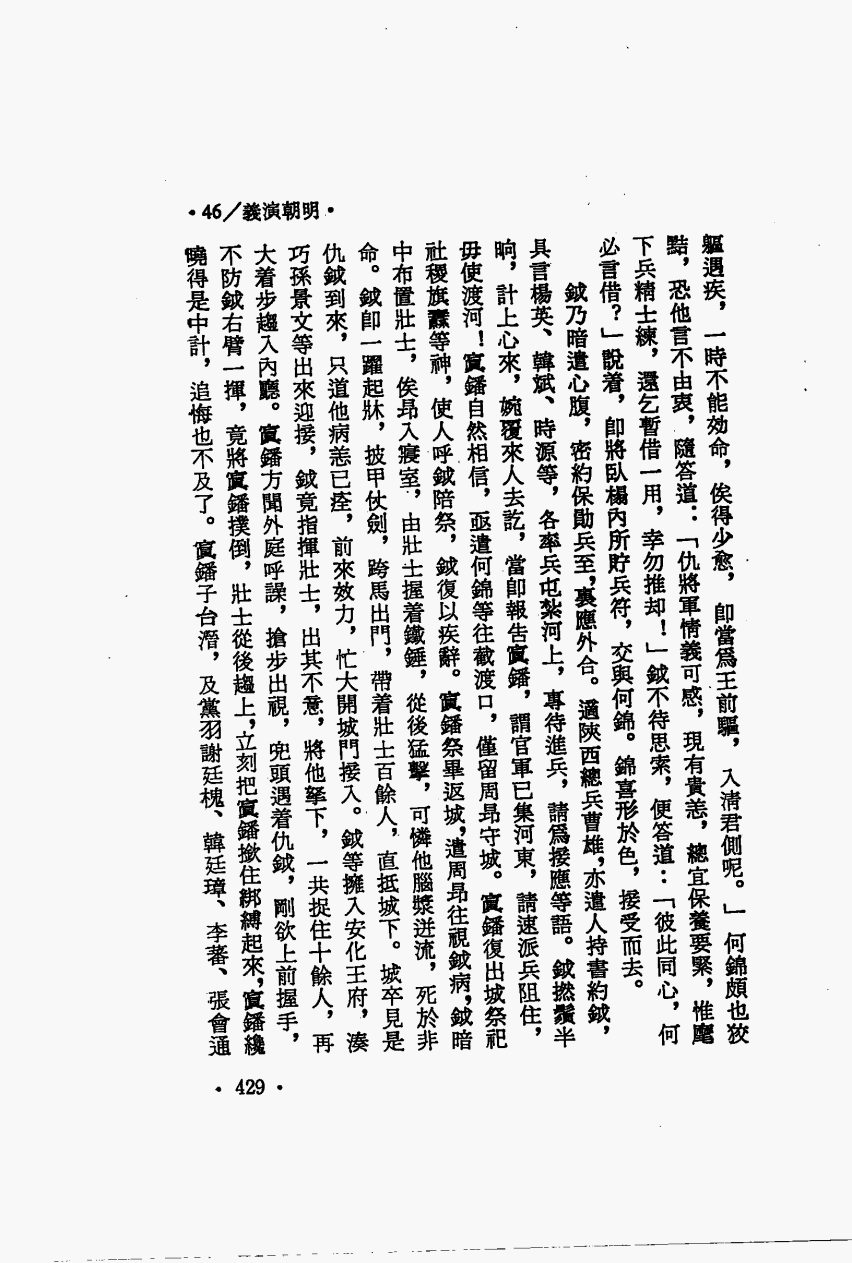 •46／義演朝明•
軀遇疾，一時不能効命，俟得少愈，卽當爲王前驅，入淸君側呢。」何錦頗也狡
黠，恐他言不由衷，隨答道：「仇將軍情義可感，現有貴恙，總宜保養要緊，惟麾
下兵精士練，還乞暫借一用，幸勿推却！」鉞不待思索，便答道：「彼此同心，何
必言借？」說着，卽將臥榻內所貯兵符，交與何錦。錦喜形於色，接受而去。
鉞乃暗遣心腹，密約保勛兵至，裏應外合。適陝西總兵曹雄，亦遣人持書約鉞，
具言楊英、韓斌、時源等，各率兵屯紮河上，專待進兵，請爲接應等語。鉞撚鬚半
晌，計上心來，婉覆來人去訖，當卽報告寘鐇，謂官軍已集河東，請速派兵阻住，
毋使渡河！寘鐇自然相信，亟遣何錦等往截渡口，僅留周昂守城。寘鐇復出城祭祀
社稷旗纛等神，使人呼鉞陪祭，鉞復以疾辭。寘鐇祭畢返城，遣周昂往視鉞病，鉞暗
中布置壯士，俟昂入寢室，由壯士握着鐵錘，從後猛擊，可憐他腦漿迸流，死於非
命。鉞卽一躍起牀，披甲仗劍，跨馬出門，帶着壯士百餘人，直抵城下。城卒見是
仇鉞到來，只道他病恙已痊，前來效力，忙大開城門接入。鉞等擁入安化王府，湊
巧孫景文等出來迎接，鉞竟指揮壯士，出其不意，將他拏下，一共捉住十餘人，再
大着步趨入內廳。寘鐇方聞外庭呼譟，搶步出視，兜頭遇着仇鉞，剛欲上前握手，
不防鉞右臂一揮，竟將寘鐇撲倒，壯士從後趨上，立刻把寘鐇撳住綁縛起來，寘鐇纔
曉得是中計，追悔也不及了。寘鐇子台潛，及黨羽謝廷槐、韓廷璋、李蕃、張會通
•429•